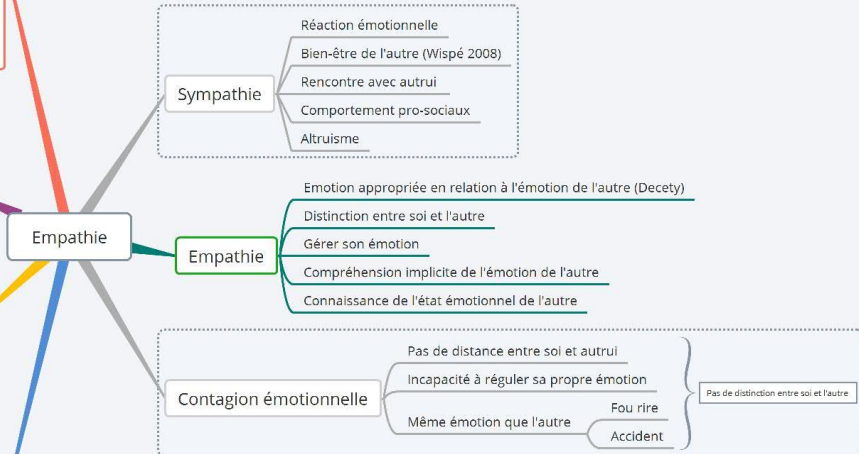 Réaction émotionnelle
Bien-être de l'autre (Wispé 2008)
Sympathie
Rencontre avec autrui
Comportement pro-sociaux
Altruisme
Empathie
Empathie
Emotion appropriée en relation à l'émotion de l'autre (Decety)
Distinction entre soi et l'autre
Gérer son émotion
Compréhension implicite de l'émotion de l'autre
Connaissance de l'état émotionnel de l'autre
Contagion émotionnelle
Pas de distance entre soi et autrui
Incapacité à réguler sa propre émotion
Même émotion que l'autre
Fou rire
Accident
Pas de distinction entre soi et l'autre